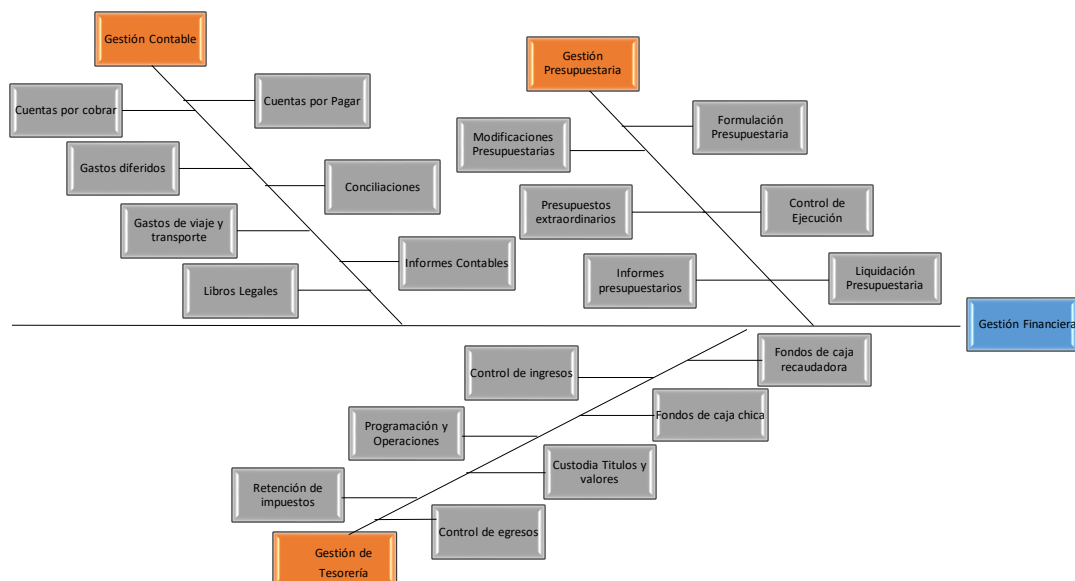 Gestión Contable
Cuentas por cobrar
Cuentas por Pagar
Gastos diferidos
Conciliaciones
Gastos de viaje y
transporte
Informes Contables
Libros Legales
Gestión
Presupuestaria
Formulación
Presupuestaria
Modificaciones
Presupuestarias
Presupuestos
extraordinarios
Control de
Ejecución
Informes
presupuestarios
Liquidación
Presupuestaria
Gestión Financiera
Fondos de caja
recaudadora
Control de ingresos
Fondos de caja chica
Programación y
Operaciones
Custodia Titulos y
valores
Retención de
impuestos
Control de egresos
Gestión de
Tesorería